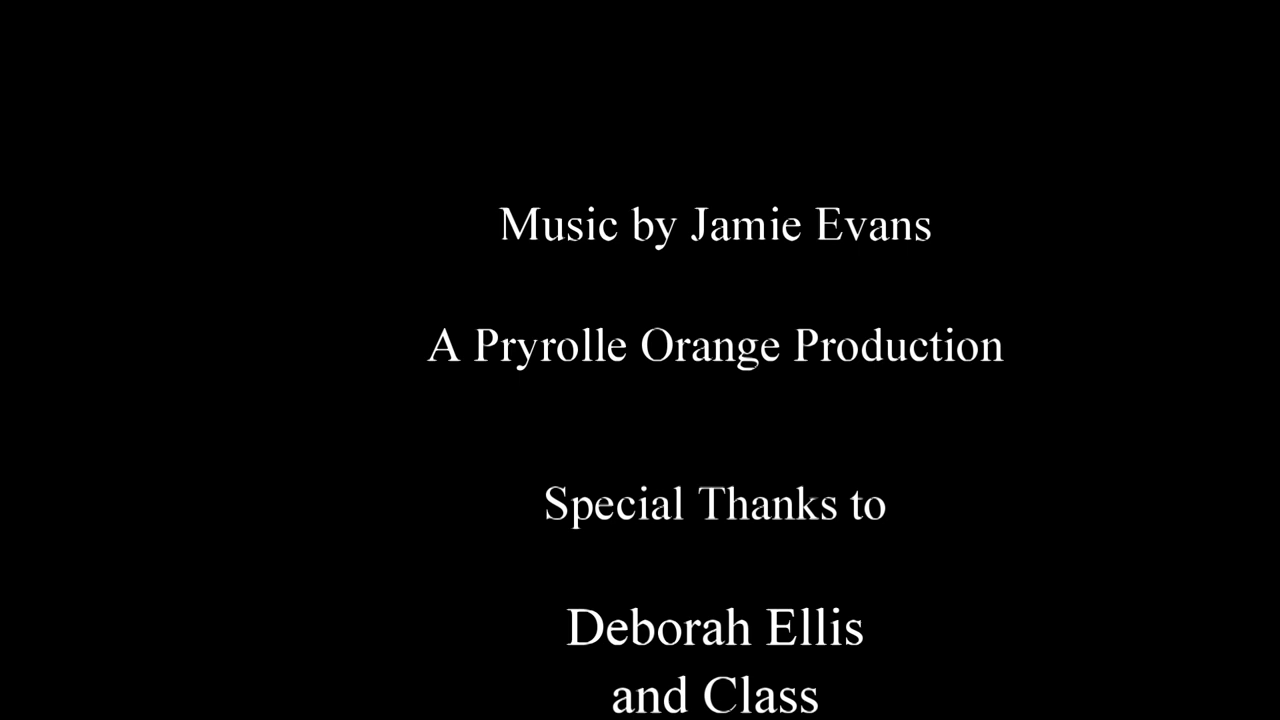 Music by Jamie Evans
A Pryrolle Orange Production
Special Thanks to
Deborah Ellis
and Class